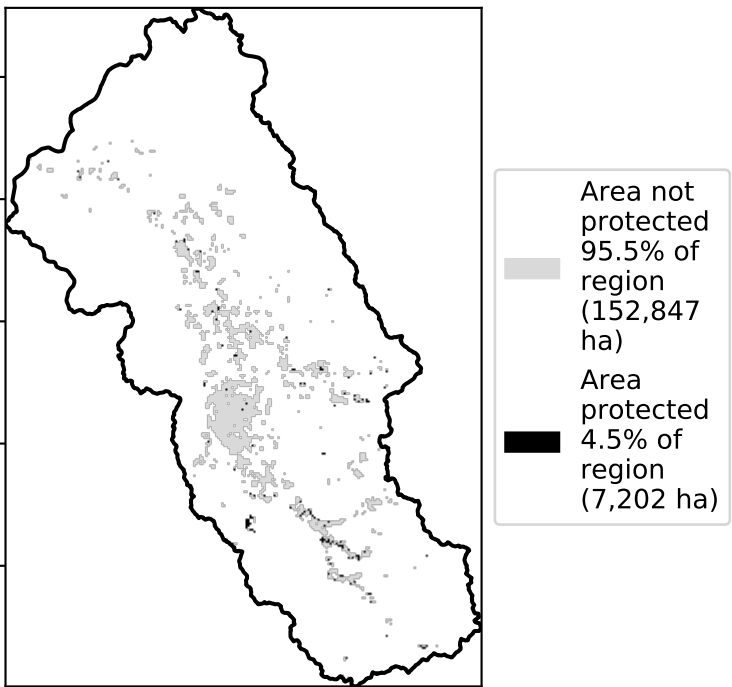 Area not
protected
95.5% of
region
(152,847
ha)
Area
protected
4.5% of
region
(7,202 ha)